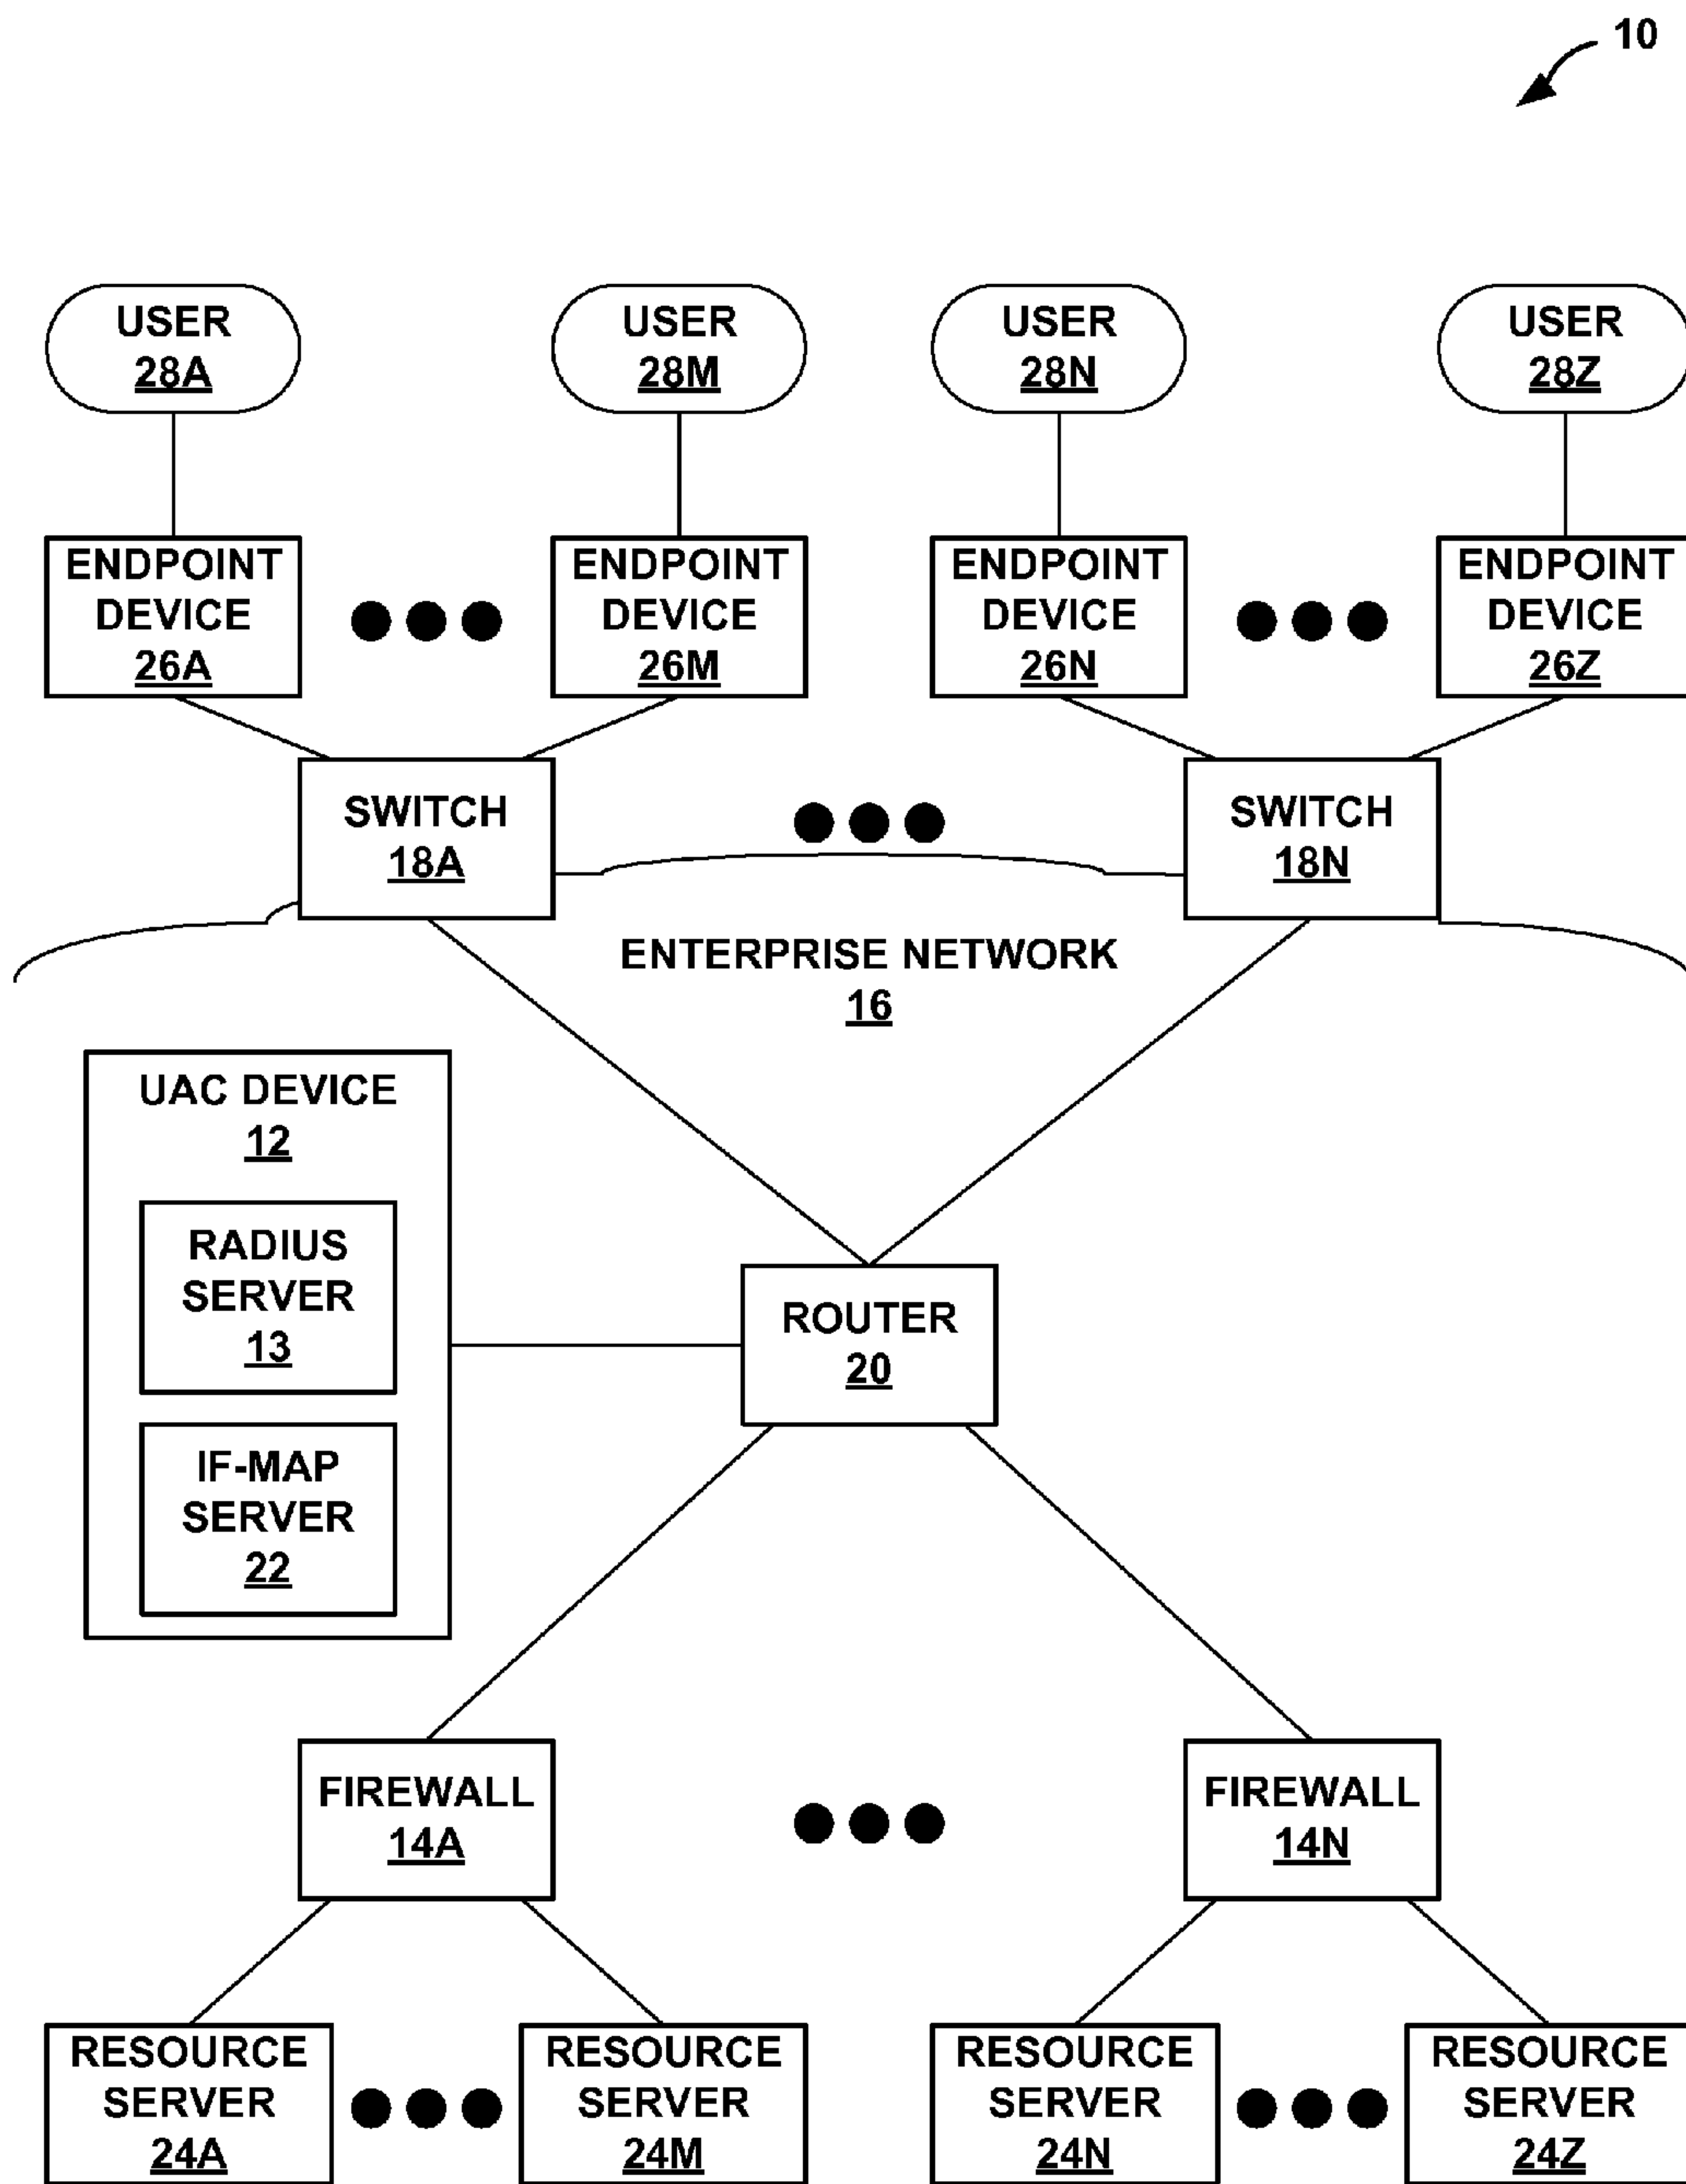 10
USER
28A
USER
28M
USER
28N
USER
28Z
ENDPOINT
DEVICE
26A
ENDPOINT
DEVICE
26M
ENDPOINT
DEVICE
26N
ENDPOINT
DEVICE
26Z
SWITCH
18A
SWITCH
18N
ENTERPRISE NETWORK
16
UAC DEVICE
12
RADIUS
SERVER
13
IF-MAP
SERVER
22
ROUTER
20
FIREWALL
14A
FIREWALL
14N
RESOURCE
SERVER
24A
RESOURCE
SERVER
24M
RESOURCE
SERVER
24N
RESOURCE
SERVER
24Z